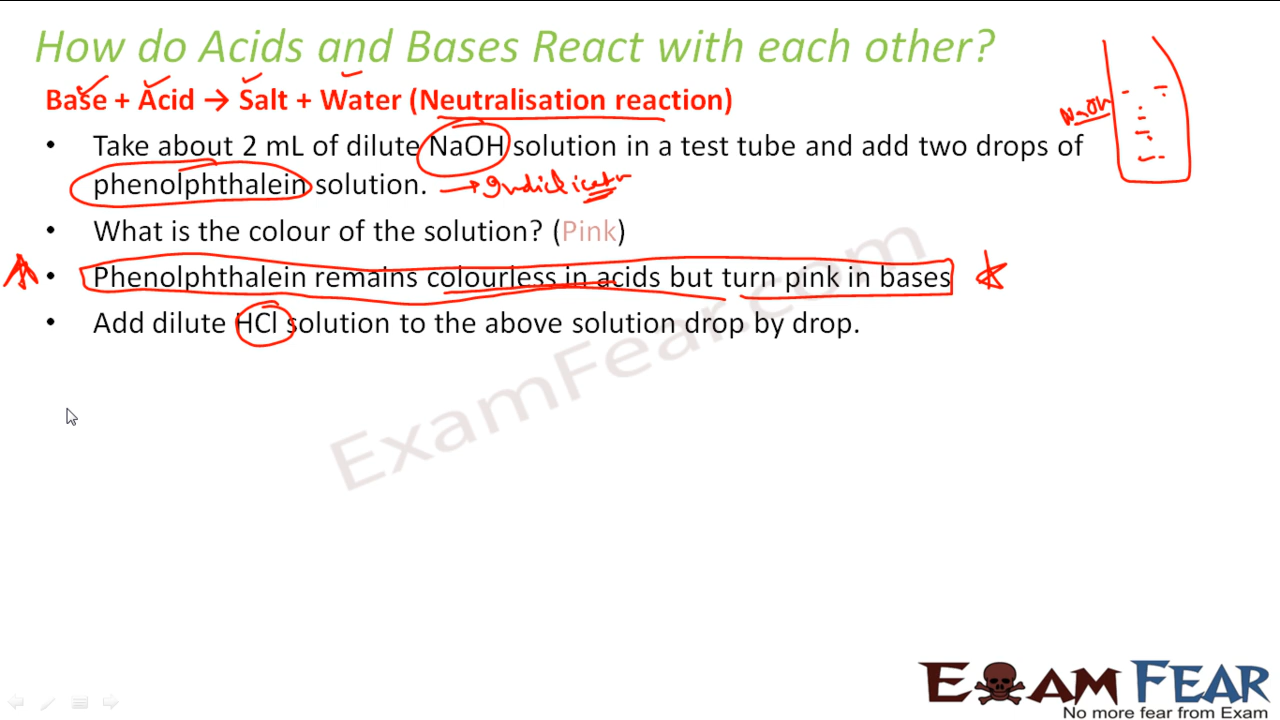 How do Acids and Bases React with each other?
Base + Acid → Salt + Water (Neutralisation reaction)
• Take about 2 mL of dilute NaOH solution in a test tube and add two drops of
phenolphthalein solution.
NaOH
• What is the colour of the solution? (Pink)
• Phenolphthalein remains colourless in acids but turn pink in bases
• Add dilute HCl solution to the above solution drop by drop.
ExamFear.com
EXAM FEAR
No more fear from Exam